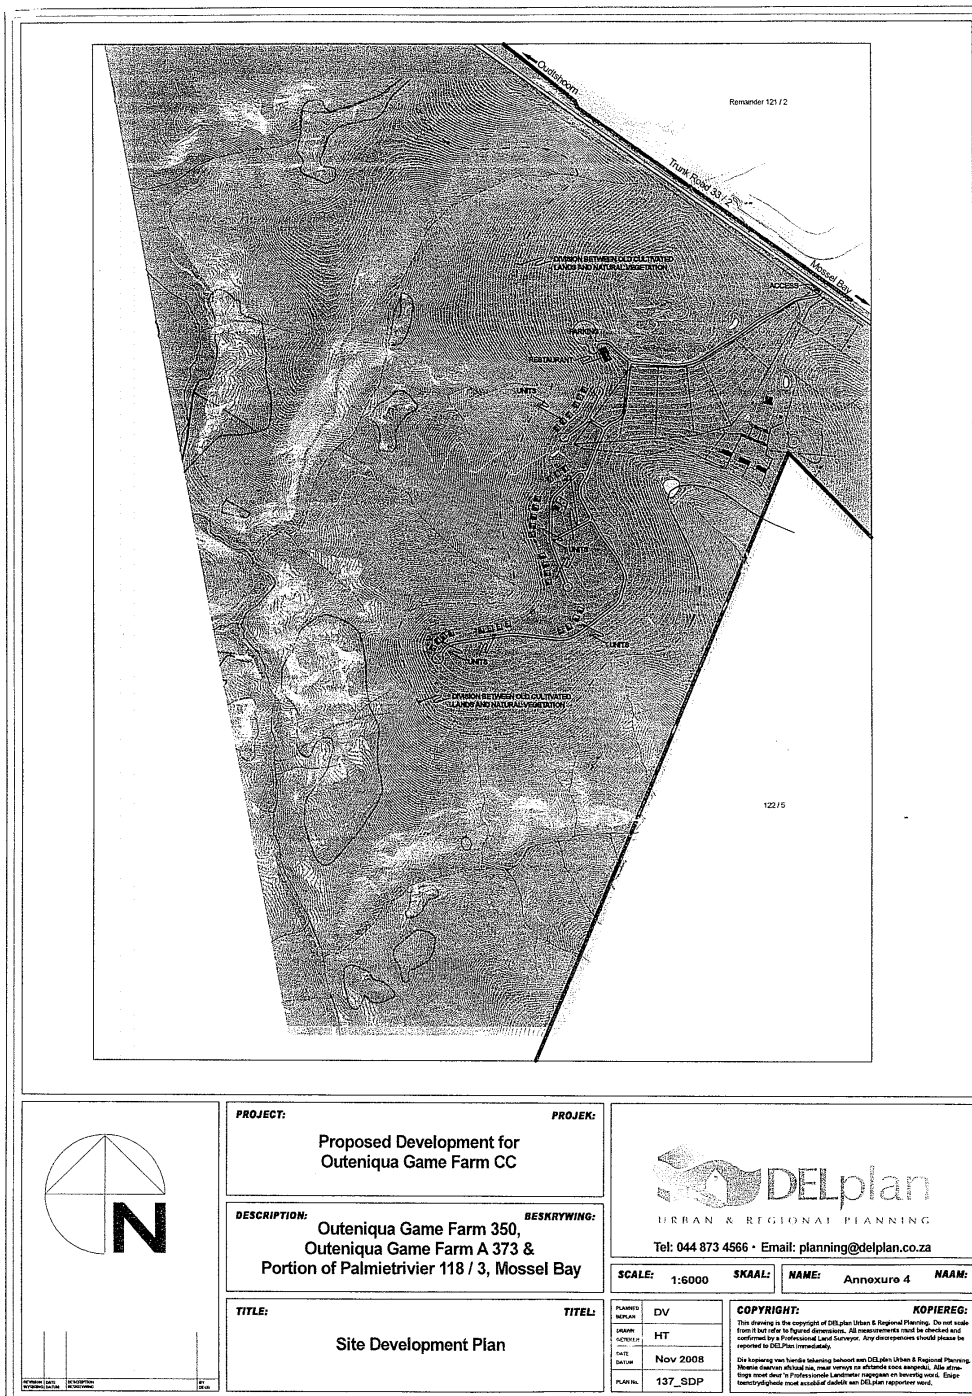 Oudtshoorn
Remainder 121 / 2
Trunk Road 33 / 2
Mossel Bay
ACCESS
DIVISION BETWEEN OLD CULTIVATED
LANDS AND NATURAL VEGETATION
PARKING
RESTAURANT
UNITS
UNITS
UNITS
UNITS
DIVISION BETWEEN OLD CULTIVATED
LANDS AND NATURAL VEGETATION
122 / 5
N
PROJECT: PROJEK:
Proposed Development for
Outeniqua Game Farm CC
DESCRIPTION: BESKRYWING:
Outeniqua Game Farm 350,
Outeniqua Game Farm A 373 &
Portion of Palmietrivier 118 / 3, Mossel Bay
TITLE: TITEL:
Site Development Plan
DELplan
URBAN & REGIONAL PLANNING
Tel: 044 873 4566 • Email: planning@delplan.co.za
SCALE: 1:6000 SKAAL:
NAME: Annexure 4 NAAM:
PLANNED
BEPLAN
DV
DRAWN
HT
DATE
DATUM
Nov 2008
PLAN No.
137_SDP
COPYRIGHT: KOPIEREG:
This drawing is the copyright of DELplan Urban & Regional Planning. Do not scale
from it but refer to figured dimensions. All measurements must be checked and
confirmed by a Professional Land Surveyor. Any discrepancies should please be
reported to DELPlan immediately.
Die kopiereg van hierdie tekening behoort aan DELplan Urban & Regional Planning.
Moenie daarvan afskaal nie, maar verwys na afstande soos aangedui. Alle afme-
tings moet deur 'n Professionele Landmeter nagegaan en bevestig word. Enige
teenstrydighede moet asseblief dadelik aan DELplan rapporteer word.
REVISION DATE DESCRIPTION BY